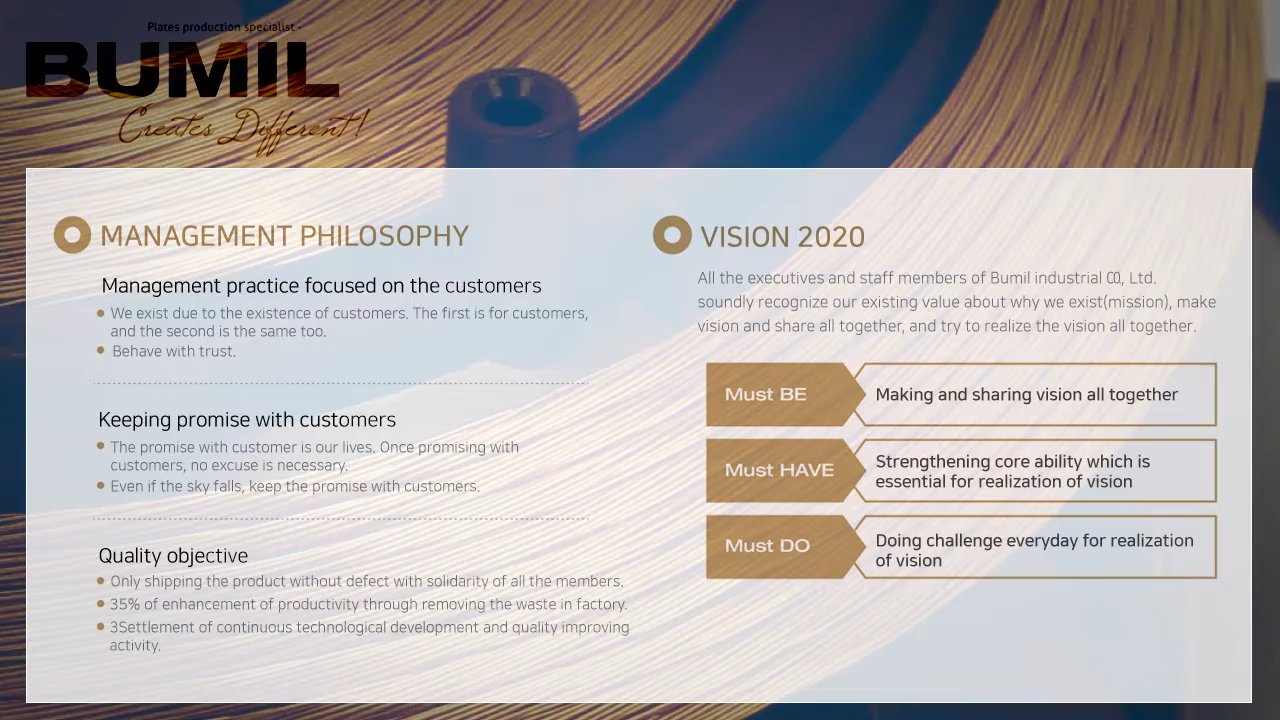 Plates production specialist -
BUMIL
Creates Different!
MANAGEMENT PHILOSOPHY
Management practice focused on the customers
We exist due to the existence of customers. The first is for customers,
and the second is the same too.
Behave with trust.
Keeping promise with customers
The promise with customer is our lives. Once promising with
customers, no excuse is necessary.
Even if the sky falls, keep the promise with customers.
Quality objective
Only shipping the product without defect with solidarity of all the members.
35% of enhancement of productivity through removing the waste in factory.
3Settlement of continuous technological development and quality improving
activity.
VISION 2020
All the executives and staff members of Bumil industrial CO, Ltd.
soundly recognize our existing value about why we exist(mission), make
vision and share all together, and try to realize the vision all together.
Must BE
Making and sharing vision all together
Must HAVE
Strengthening core ability which is
essential for realization of vision
Must DO
Doing challenge everyday for realization
of vision